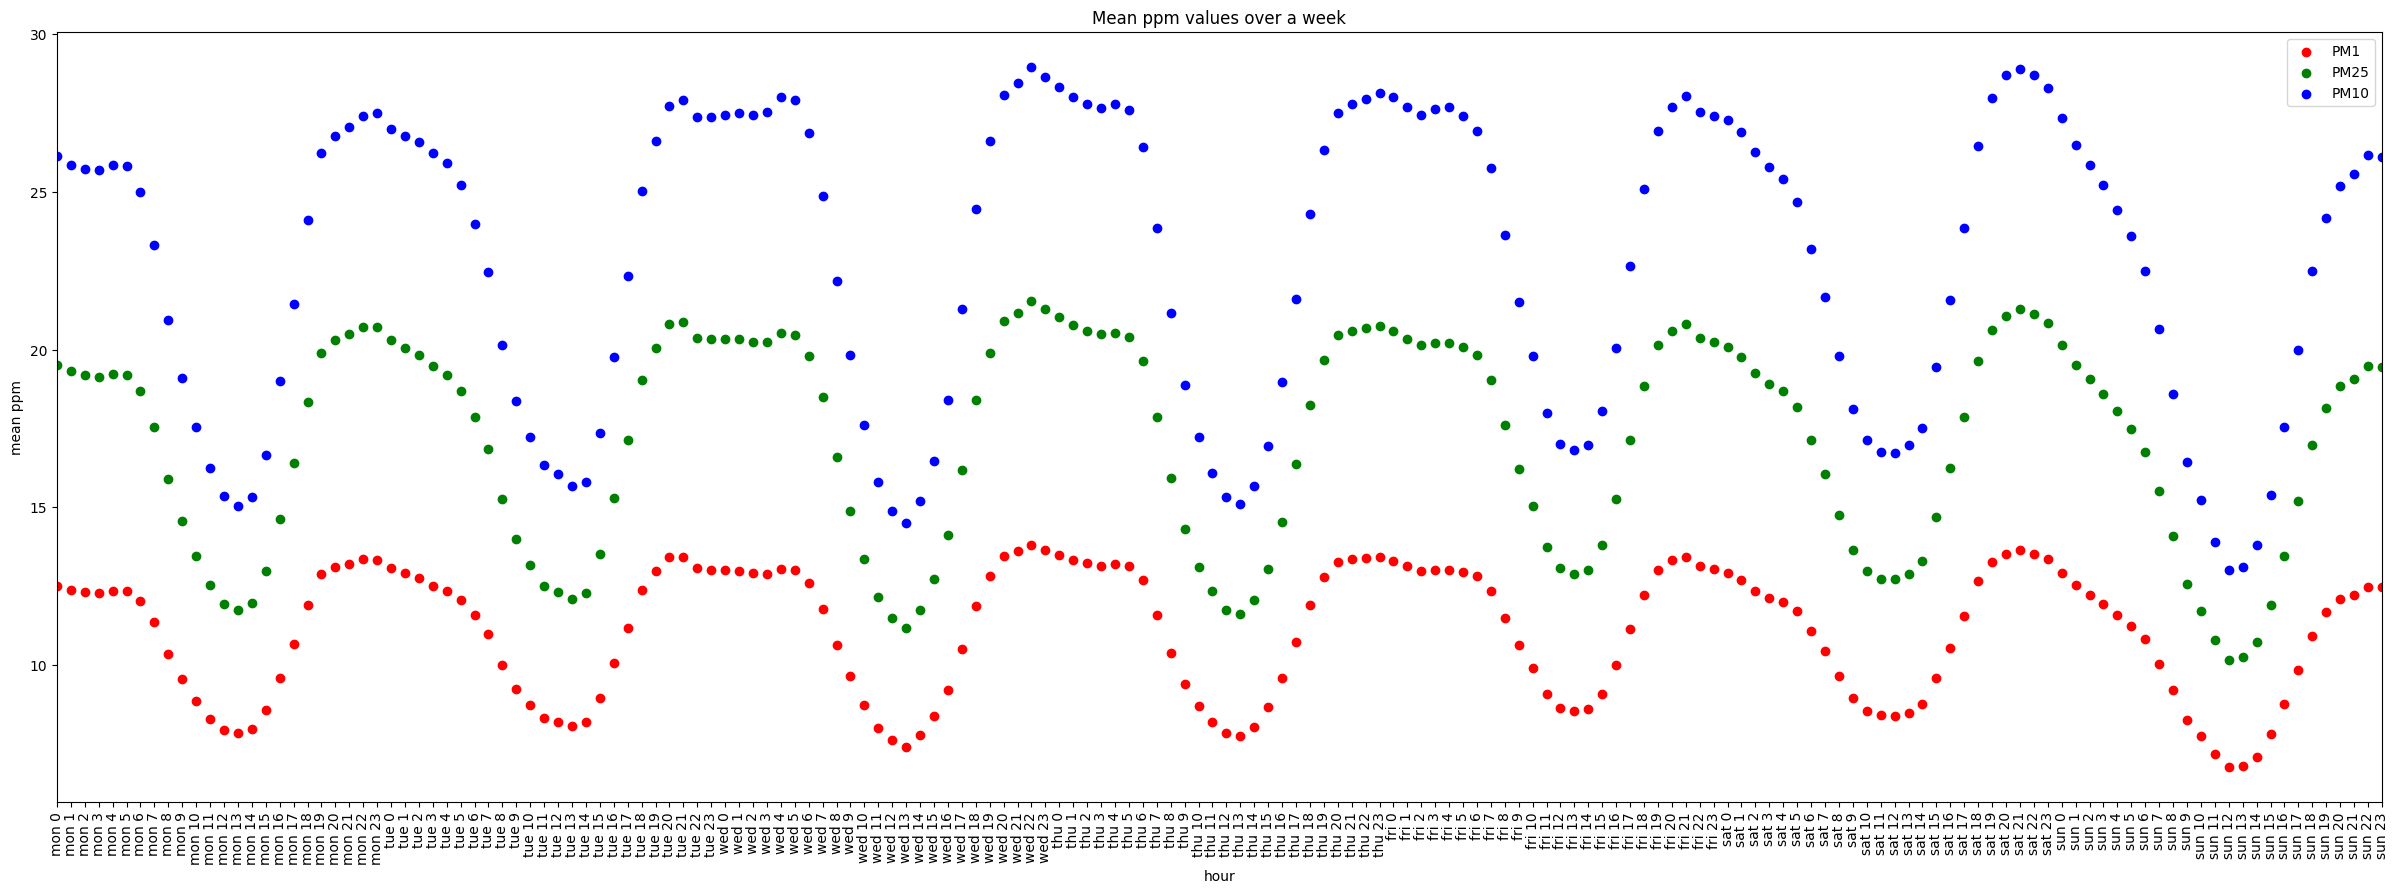 Mean ppm values over a week
PM1
PM25
PM10
30
25
20
15
10
mean ppm
mon 0
mon 1
mon 2
mon 3
mon 4
mon 5
mon 6
mon 7
mon 8
mon 9
mon 10
mon 11
mon 12
mon 13
mon 14
mon 15
mon 16
mon 17
mon 18
mon 19
mon 20
mon 21
mon 22
mon 23
tue 0
tue 1
tue 2
tue 3
tue 4
tue 5
tue 6
tue 7
tue 8
tue 9
tue 10
tue 11
tue 12
tue 13
tue 14
tue 15
tue 16
tue 17
tue 18
tue 19
tue 20
tue 21
tue 22
tue 23
wed 0
wed 1
wed 2
wed 3
wed 4
wed 5
wed 6
wed 7
wed 8
wed 9
wed 10
wed 11
wed 12
wed 13
wed 14
wed 15
wed 16
wed 17
wed 18
wed 19
wed 20
wed 21
wed 22
wed 23
thu 0
thu 1
thu 2
thu 3
thu 4
thu 5
thu 6
thu 7
thu 8
thu 9
thu 10
thu 11
thu 12
thu 13
thu 14
thu 15
thu 16
thu 17
thu 18
thu 19
thu 20
thu 21
thu 22
thu 23
fri 0
fri 1
fri 2
fri 3
fri 4
fri 5
fri 6
fri 7
fri 8
fri 9
fri 10
fri 11
fri 12
fri 13
fri 14
fri 15
fri 16
fri 17
fri 18
fri 19
fri 20
fri 21
fri 22
fri 23
sat 0
sat 1
sat 2
sat 3
sat 4
sat 5
sat 6
sat 7
sat 8
sat 9
sat 10
sat 11
sat 12
sat 13
sat 14
sat 15
sat 16
sat 17
sat 18
sat 19
sat 20
sat 21
sat 22
sat 23
sun 0
sun 1
sun 2
sun 3
sun 4
sun 5
sun 6
sun 7
sun 8
sun 9
sun 10
sun 11
sun 12
sun 13
sun 14
sun 15
sun 16
sun 17
sun 18
sun 19
sun 20
sun 21
sun 22
sun 23
hour